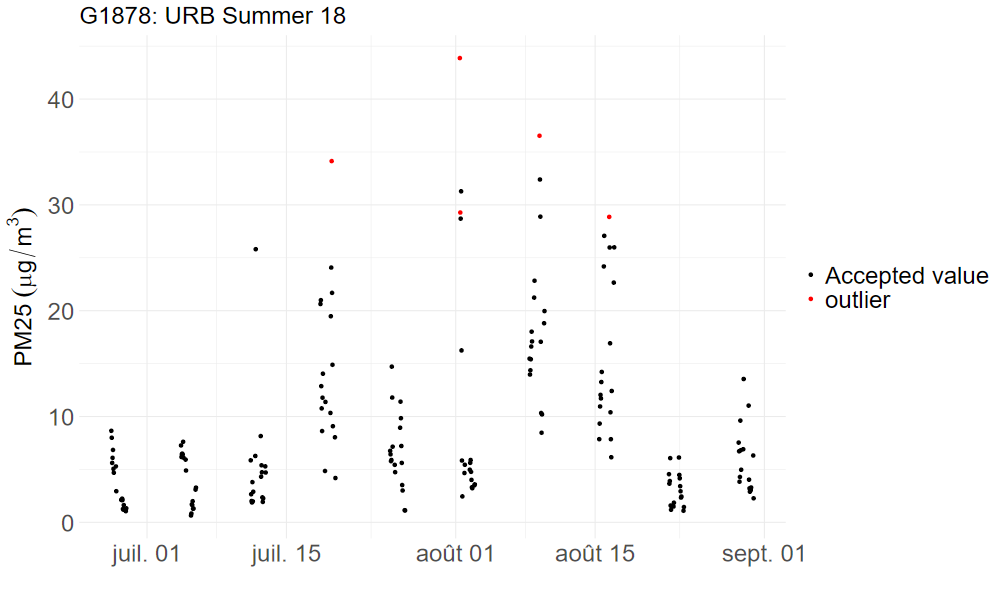 G1878: URB Summer 18
PM25 (μg/m³)
40
30
20
10
0
juil. 01 juil. 15 août 01 août 15 sept. 01
Accepted value
outlier